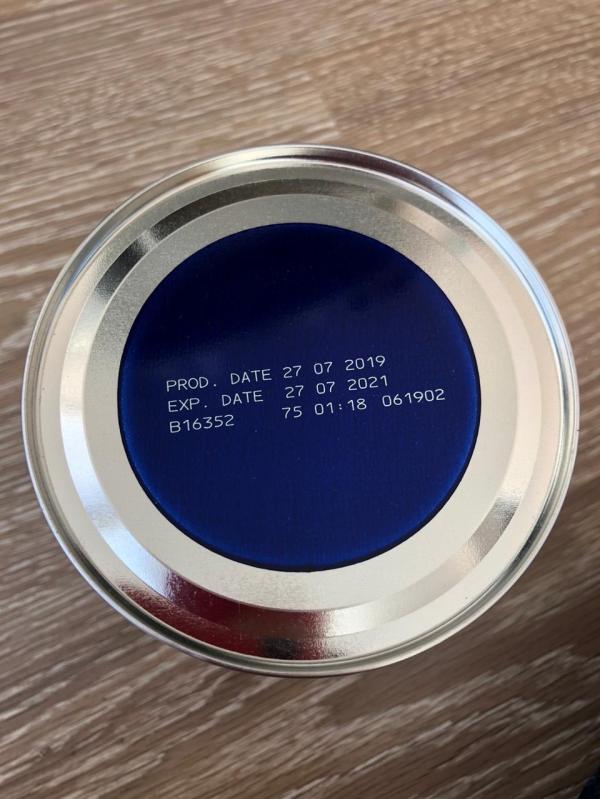 PROD. DATE 27 07 2019
EXP. DATE 27 07 2021
B16352 75 01:18 061902